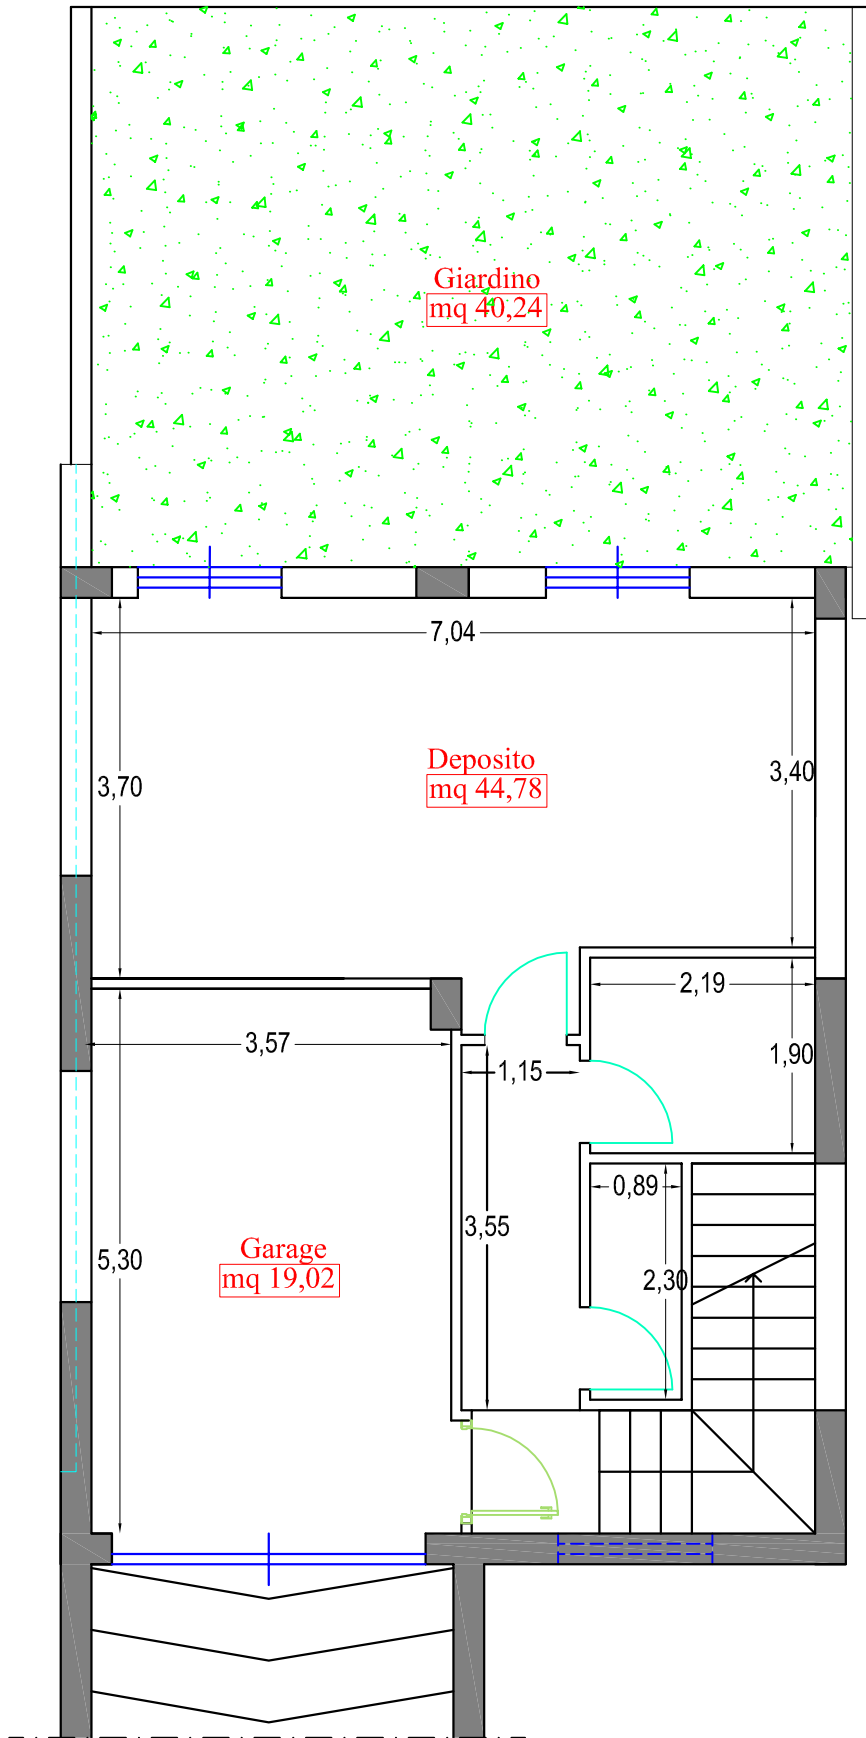 Giardino
mq 40,24
7,04
Deposito
mq 44,78
3,70
3,40
2,19
3,57
1,15
1,90
0,89
3,55
Garage
mq 19,02
5,30
2,30